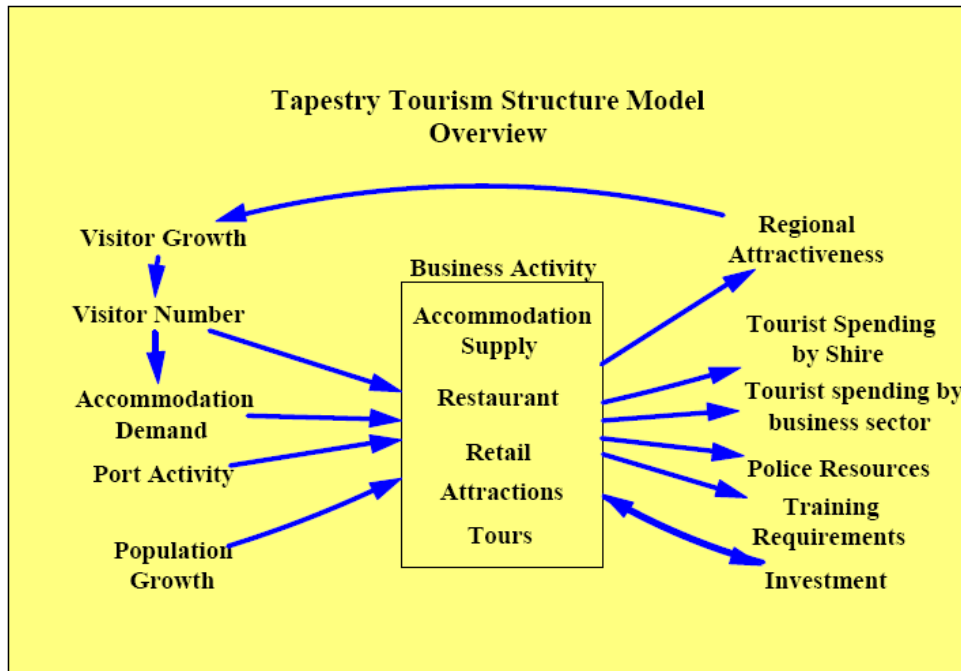 Tapestry Tourism Structure Model
Overview
Visitor Growth
Visitor Number
Accommodation
Demand
Port Activity
Population
Growth
Business Activity
Accommodation
Supply
Restaurant
Retail
Attractions
Tours
Regional
Attractiveness
Tourist Spending
by Shire
Tourist spending by
business sector
Police Resources
Training
Requirements
Investment